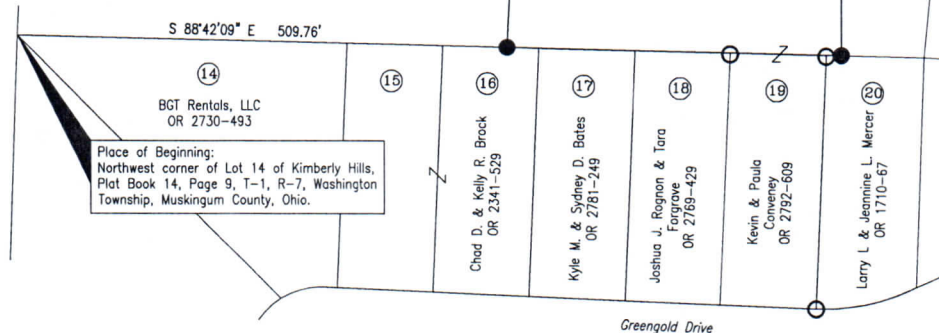 S 88°42'09" E 509.76'
14
BGT Rentals, LLC
OR 2730-493
Place of Beginning:
Northwest corner of Lot 14 of Kimberly Hills,
Plat Book 14, Page 9, T-1, R-7, Washington
Township, Muskingum County, Ohio.
15
16
Chad D. & Kelly R. Brock
OR 2341-529
17
Kyle M. & Sydney D. Bates
OR 2781-249
18
Joshua J. Rognon & Tara
Forgrave
OR 2769-429
19
Kevin & Paula
Conveney
OR 2792-609
20
Larry L & Jeannine L. Mercer
OR 1710-67
Z
Z
Greengold Drive